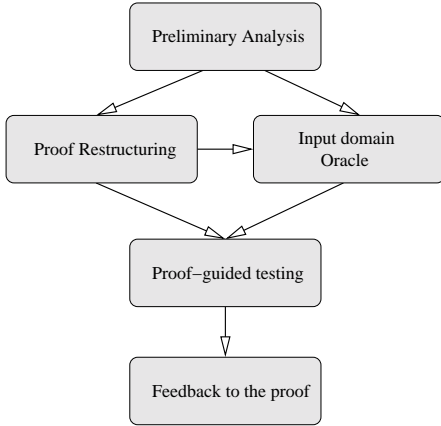 Preliminary Analysis
Proof Restructuring
Input domain
Oracle
Proof−guided testing
Feedback to the proof